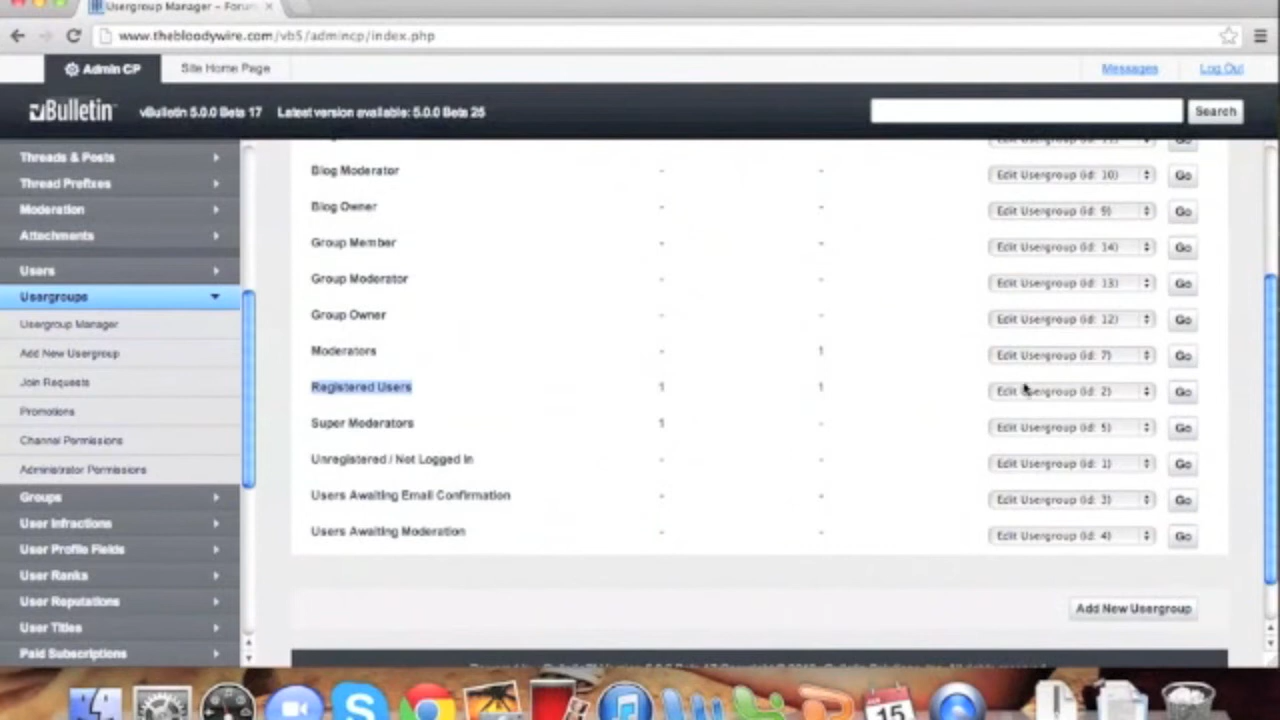 Usergroup Manager – Forum
www.thebloodywire.com/vb5/admincp/index.php
Admin CP Site Home Page Messages Log Out
vBulletin vBulletin 5.0.0 Beta 17 Latest version available: 5.0.0 Beta 25 Search
Threads & Posts
Thread Prefixes
Moderation
Attachments
Users
Usergroups
Usergroup Manager
Add New Usergroup
Join Requests
Promotions
Channel Permissions
Administrator Permissions
Groups
User Infractions
User Profile Fields
User Ranks
User Reputations
User Titles
Paid Subscriptions
Go
Blog Moderator - - Edit Usergroup (id: 10) Go
Blog Owner - - Edit Usergroup (id: 9) Go
Group Member - - Edit Usergroup (id: 14) Go
Group Moderator - - Edit Usergroup (id: 13) Go
Group Owner - - Edit Usergroup (id: 12) Go
Moderators - 1 Edit Usergroup (id: 7) Go
Registered Users 1 1 Edit Usergroup (id: 2) Go
Super Moderators 1 - Edit Usergroup (id: 5) Go
Unregistered / Not Logged In - - Edit Usergroup (id: 1) Go
Users Awaiting Email Confirmation - - Edit Usergroup (id: 3) Go
Users Awaiting Moderation - - Edit Usergroup (id: 4) Go
Add New Usergroup
15